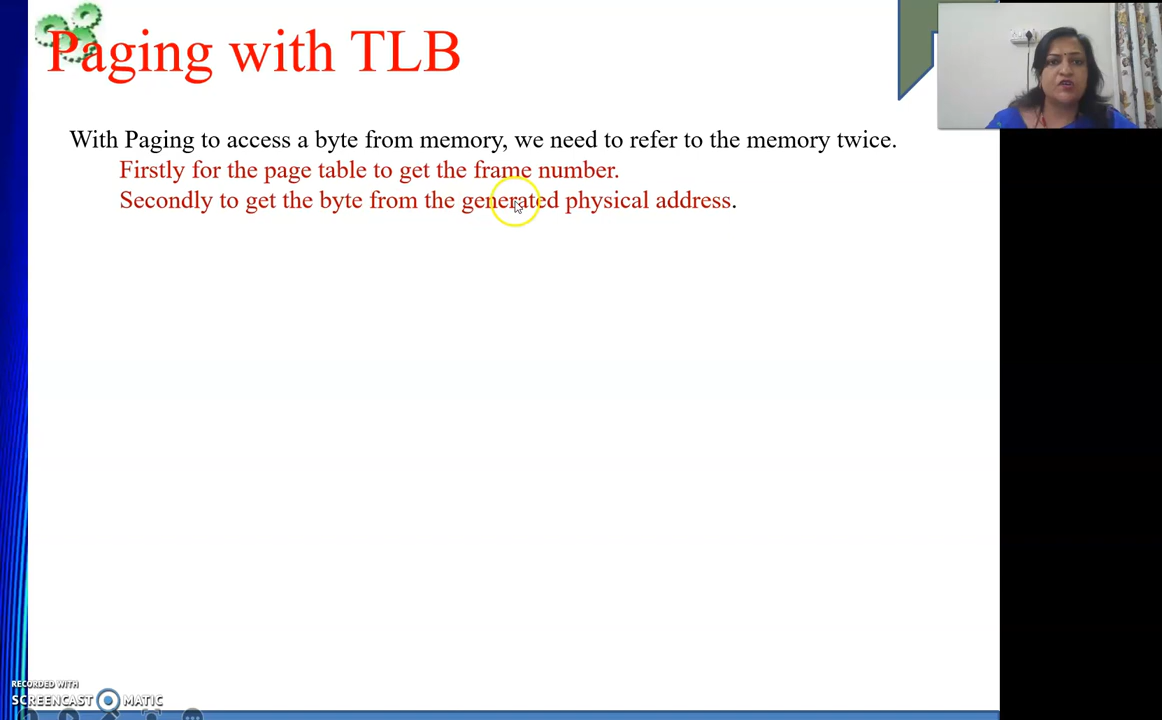 Paging with TLB
With Paging to access a byte from memory, we need to refer to the memory twice.
Firstly for the page table to get the frame number.
Secondly to get the byte from the generated physical address.
RECORDED WITH
SCREENCAST MATIC